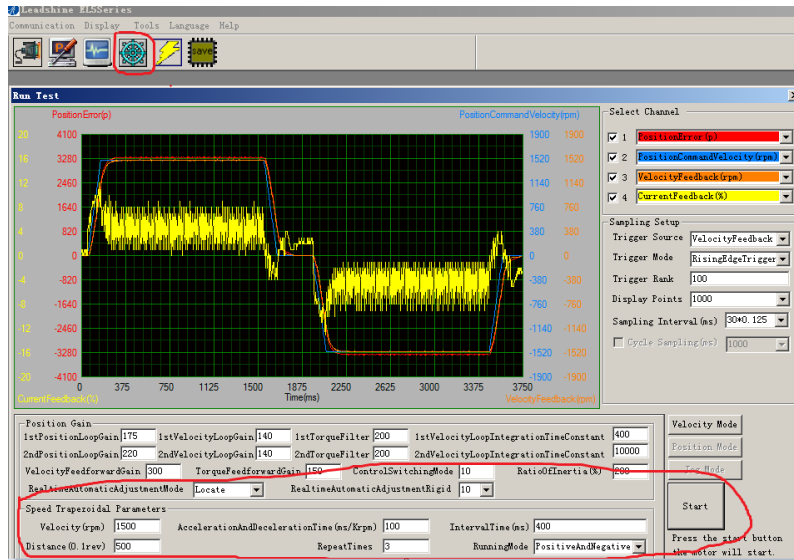 Leadshine ELSSeries
Communication Display Tools Language Help
save
Run Test
PositionError(p) PositionCommandVelocity(rpm)
20 4100 1900 1900
16 3280 1520 1520
12 2460 1140 1140
8 1640 760 760
4 820 380 380
0 0 0 0
-4 -820 -380 -380
-8 -1640 -760 -760
-12 -2460 -1140 -1140
-16 -3280 -1520 -1520
-20 -4100 -1900 -1900
0 375 750 1125 1500 1875 2250 2625 3000 3375 3750
CurrentFeedback(%) Time(ms) VelocityFeedback(rpm)
Select Channel
1 PositionError(p)
2 PositionCommandVelocity(rpm)
3 VelocityFeedback(rpm)
4 CurrentFeedback(%)
Sampling Setup
Trigger Source VelocityFeedback
Trigger Mode RisingEdgeTrigger
Trigger Rank 100
Display Points 1000
Sampling Interval(ms) 30*0.125
Cycle Sampling(ms) 1000
Position Gain
1stPositionLoopGain 175 1stVelocityLoopGain 140 1stTorqueFilter 200 1stVelocityLoopIntegrationTimeConstant 400
2ndPositionLoopGain 220 2ndVelocityLoopGain 140 2ndTorqueFilter 200 2ndVelocityLoopIntegrationTimeConstant 10000
VelocityFeedforwardGain 300 TorqueFeedforwardGain 150 ControlSwitchingMode 10 RatioOfInertia(%) 200
RealtimeAutomaticAdjustmentMode Locate RealtimeAutomaticAdjustmentRigid 10
Speed Trapezoidal Parameters
Velocity(rpm) 1500 AccelerationAndDecelerationTime(ms/Krpm) 100 IntervalTime(ms) 400
Distance(0.1rev) 500 RepeatTimes 3 RunningMode PositiveAndNegative
Velocity Mode
Position Mode
Jog Mode
Start
Press the start button
the motor will start.